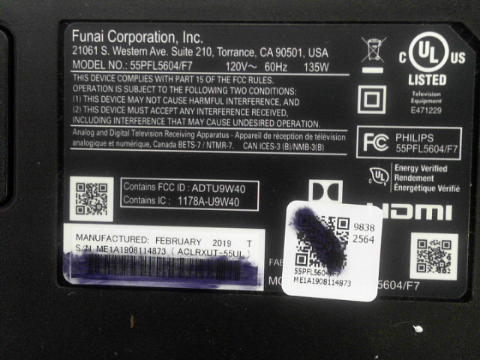 Funai Corporation, Inc.
21061 S. Western Ave. Suite 210, Torrance, CA 90501, USA
MODEL NO.: 55PFL5604/F7 120V~ 60Hz 135W
THIS DEVICE COMPLIES WITH PART 15 OF THE FCC RULES.
OPERATION IS SUBJECT TO THE FOLLOWING TWO CONDITIONS:
(1) THIS DEVICE MAY NOT CAUSE HARMFUL INTERFERENCE, AND
(2) THIS DEVICE MUST ACCEPT ANY INTERFERENCE RECEIVED,
INCLUDING INTERFERENCE THAT MAY CAUSE UNDESIRED OPERATION.
Analog and Digital Television Receiving Apparatus - Appareil de réception de télévision
analogique et numérique, Canada BETS-7 / NTMR-7. CAN ICES-3 (B)/NMB-3(B)
C UL US
LISTED
Television
Equipment
E471229
FC PHILIPS
55PFL5604/F7
UL Energy Verified
Rendement
Énergétique Vérifié
Contains FCC ID : ADTU9W40
Contains IC : 1178A-U9W40
HDMI
MANUFACTURED: FEBRUARY 2019 T
S/N ME1A1908114873 ( ACLRXUT-55UL
9838
2564
55PFL5604/F7
ME1A1908114873
5604/F7